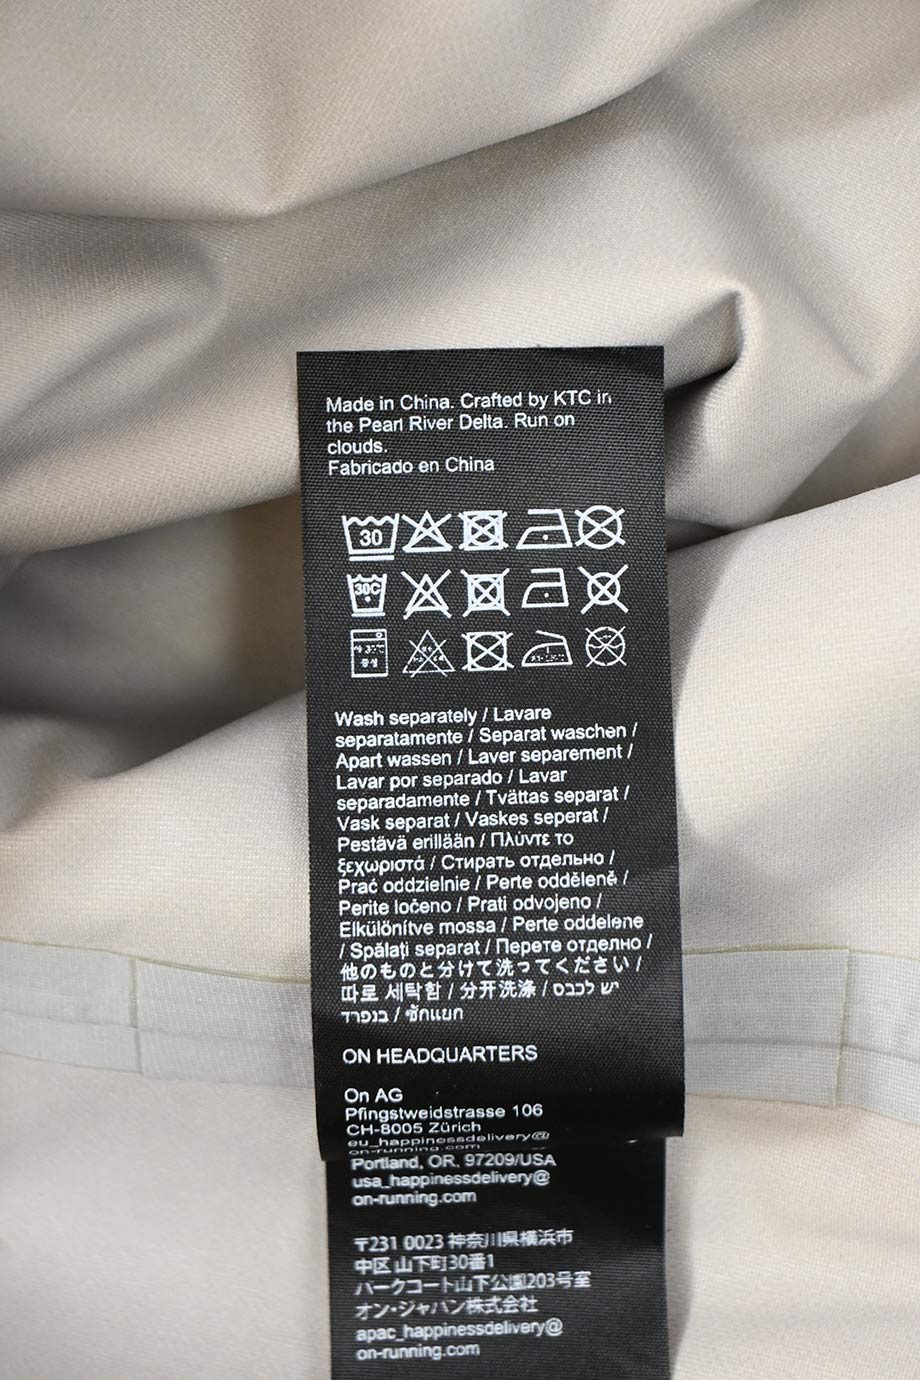 Made in China. Crafted by KTC in
the Pearl River Delta. Run on
clouds.
Fabricado en China
30
30C
Wash separately / Lavare
separatamente / Separat waschen /
Apart wassen / Laver separement /
Lavar por separado / Lavar
separadamente / Tvättas separat /
Vask separat / Vaskes seperat /
Pestävä erillään / Πλύντε το
ξεχωριστά / Стирать отдельно /
Prać oddzielnie / Perte odděleně /
Perite ločeno / Prati odvojeno /
Elkülönítve mossa / Perte oddelene
/ Spălați separat / Перете отделно /
他のものと分けて洗ってください /
따로 세탁함 / 分开洗涤 / יש לכבס
בנפרד / ซักแยก
ON HEADQUARTERS
On AG
Pfingstweidstrasse 106
CH-8005 Zürich
eu_happinessdelivery@
on-running.com
Portland, OR, 97209/USA
usa_happinessdelivery@
on-running.com
〒231 0023 神奈川県横浜市
中区 山下町30番1
パークコート山下公園203号室
オン・ジャパン株式会社
apac_happinessdelivery@
on-running.com